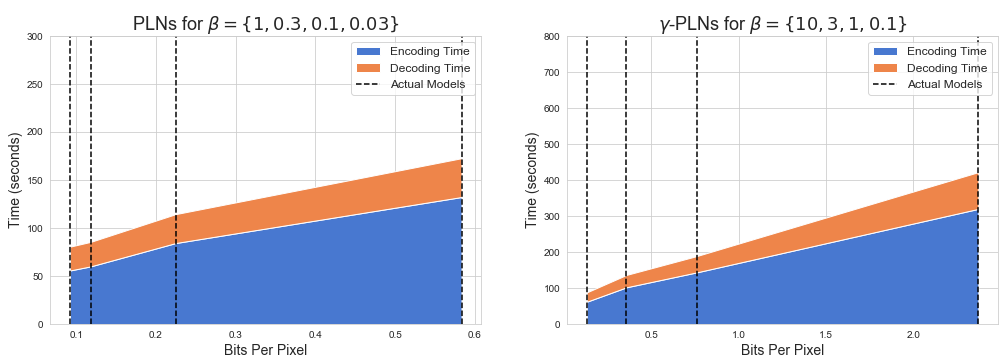 PLNs for β = {1, 0.3, 0.1, 0.03}
300
250
200
150
100
50
0
Time (seconds)
Encoding Time
Decoding Time
Actual Models
0.1 0.2 0.3 0.4 0.5 0.6
Bits Per Pixel
γ-PLNs for β = {10, 3, 1, 0.1}
800
700
600
500
400
300
200
100
0
Time (seconds)
Encoding Time
Decoding Time
Actual Models
0.5 1.0 1.5 2.0
Bits Per Pixel